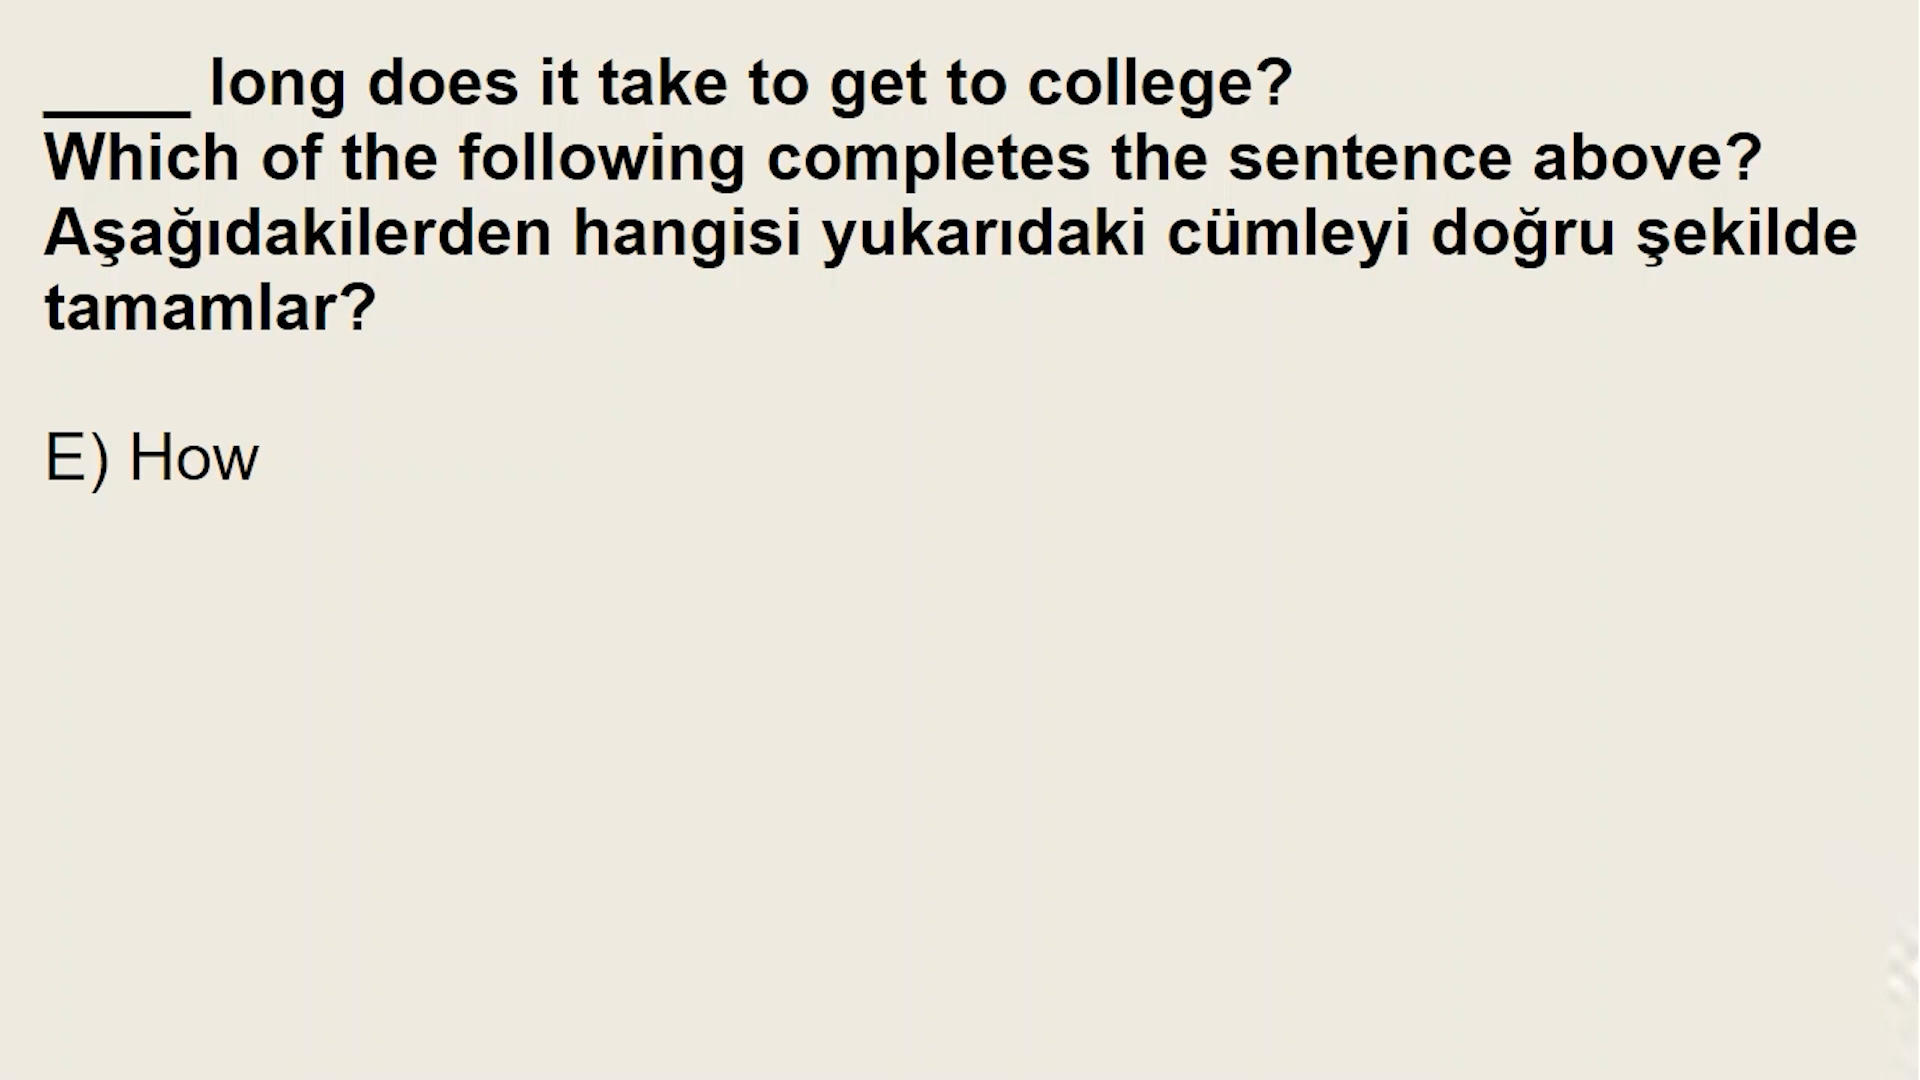 ____ long does it take to get to college?
Which of the following completes the sentence above?
Aşağıdakilerden hangisi yukarıdaki cümleyi doğru şekilde
tamamlar?
E) How